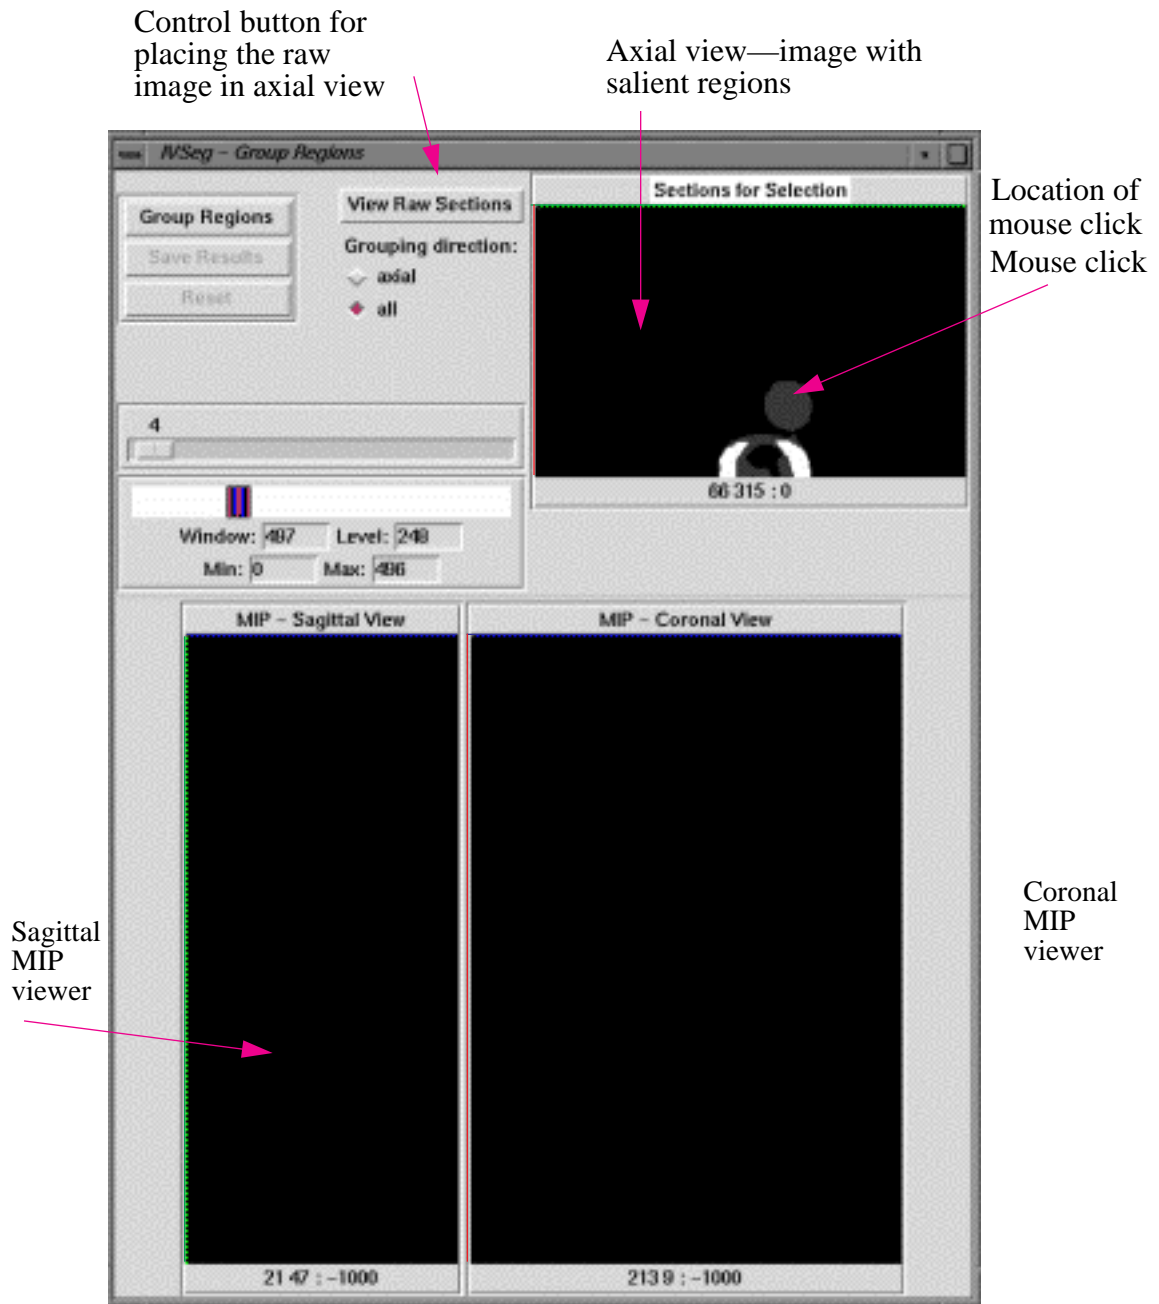 Control button for
placing the raw
image in axial view
Axial view—image with
salient regions
IVSeg – Group Regions
Location of
mouse click
Mouse click
Group Regions
Save Results
Reset
View Raw Sections
Grouping direction:
axial
all
Sections for Selection
66 315 : 0
4
Window: 497 Level: 248
Min: 0 Max: 496
MIP – Sagittal View
MIP – Coronal View
Sagittal
MIP
viewer
Coronal
MIP
viewer
21 47 : –1000
213 9 : –1000